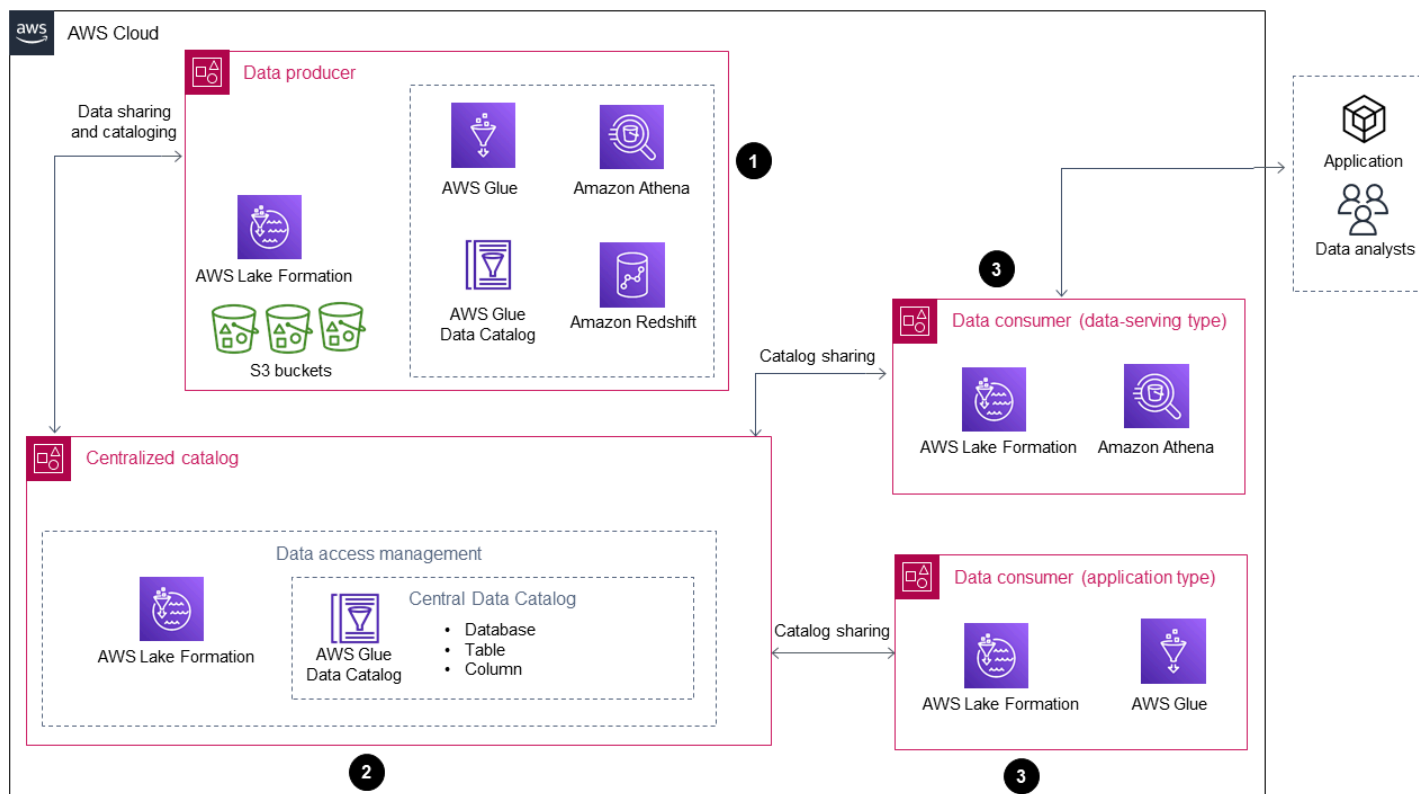 aws
AWS Cloud
Data producer
Data sharing
and cataloging
AWS Glue
Amazon Athena
1
AWS Lake Formation
AWS Glue
Data Catalog
Amazon Redshift
S3 buckets
Application
Data analysts
3
Data consumer (data-serving type)
Catalog sharing
AWS Lake Formation
Amazon Athena
Centralized catalog
Data access management
Central Data Catalog
• Database
• Table
• Column
AWS Lake Formation
AWS Glue
Data Catalog
Catalog sharing
Data consumer (application type)
AWS Lake Formation
AWS Glue
2
3